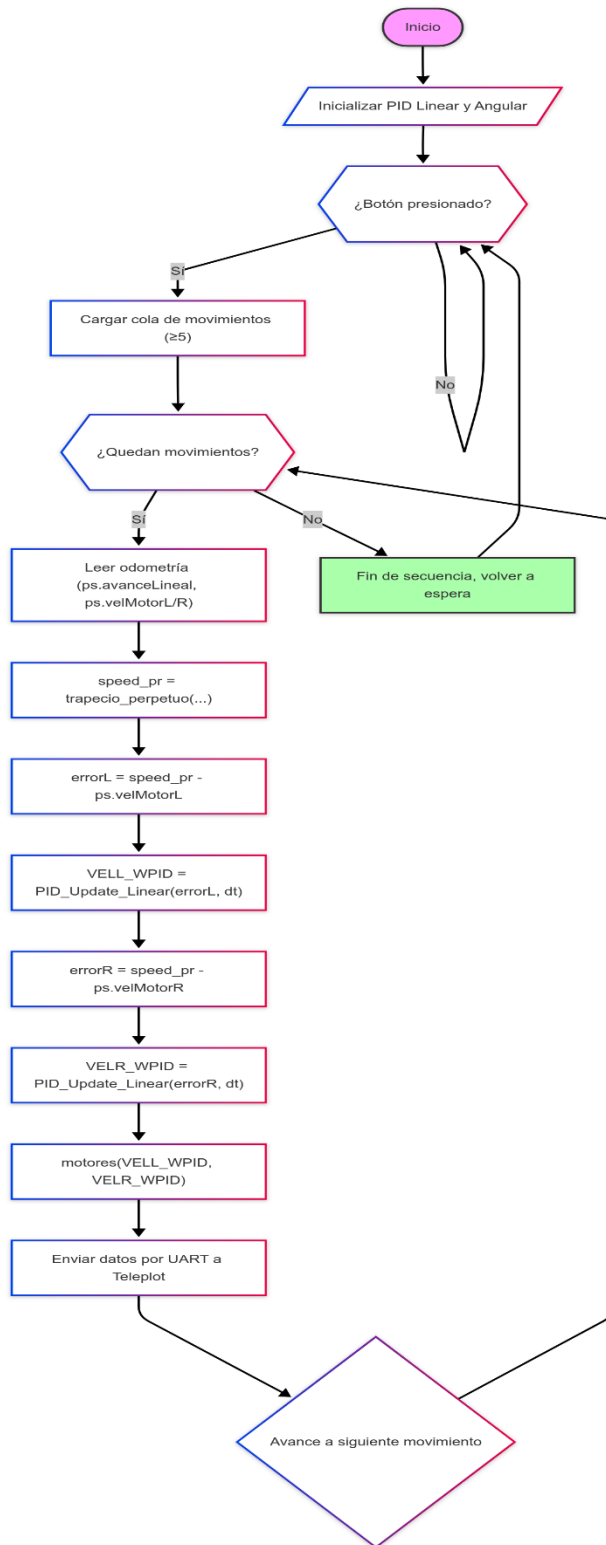 Inicio
Inicializar PID Linear y Angular
¿Botón presionado?
Sí
Cargar cola de movimientos
(≥5)
No
¿Quedan movimientos?
Sí
No
Leer odometría
(ps.avanceLineal,
ps.velMotorL/R)
Fin de secuencia, volver a
espera
speed_pr =
trapecio_perpetuo(...)
errorL = speed_pr -
ps.velMotorL
VELL_WPID =
PID_Update_Linear(errorL, dt)
errorR = speed_pr -
ps.velMotorR
VELR_WPID =
PID_Update_Linear(errorR, dt)
motores(VELL_WPID,
VELR_WPID)
Enviar datos por UART a
Teleplot
Avance a siguiente movimiento